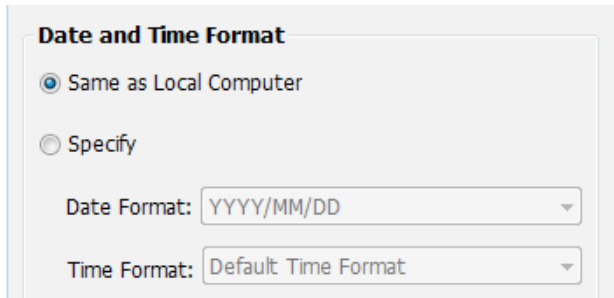 Date and Time Format
Same as Local Computer
Specify
Date Format: YYYY/MM/DD
Time Format: Default Time Format